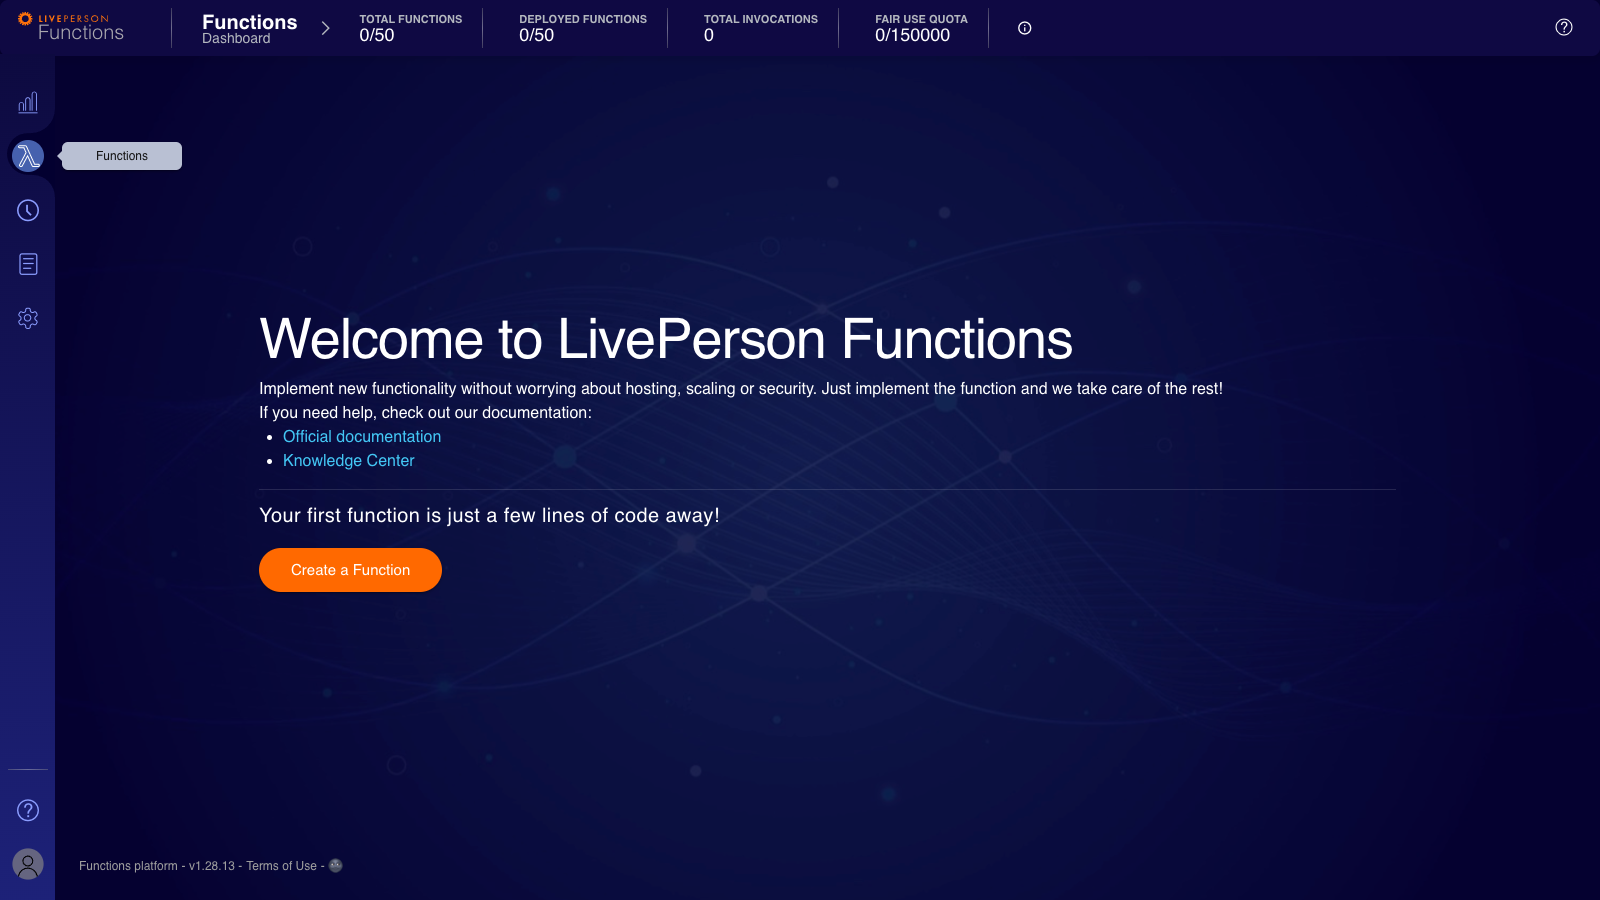 LIVEPERSON
Functions
Functions
Dashboard
TOTAL FUNCTIONS
0/50
DEPLOYED FUNCTIONS
0/50
TOTAL INVOCATIONS
0
FAIR USE QUOTA
0/150000
Functions
Welcome to LivePerson Functions
Implement new functionality without worrying about hosting, scaling or security. Just implement the function and we take care of the rest!
If you need help, check out our documentation:
• Official documentation
• Knowledge Center
Your first function is just a few lines of code away!
Create a Function
Functions platform - v1.28.13 - Terms of Use -